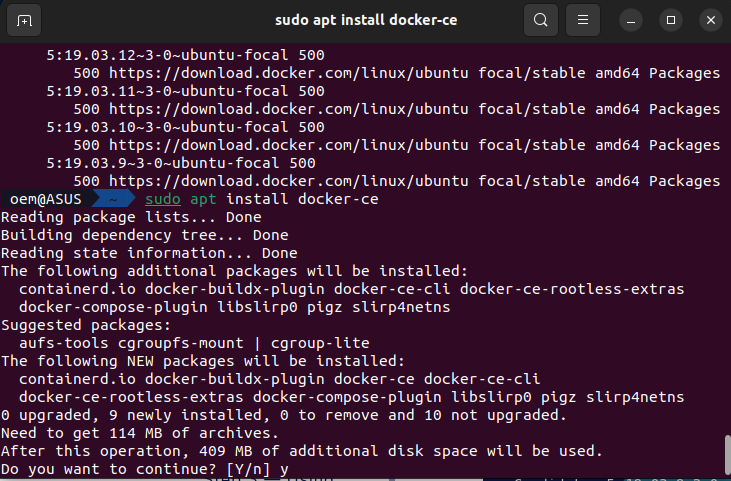 sudo apt install docker-ce
5:19.03.12~3-0~ubuntu-focal 500
500 https://download.docker.com/linux/ubuntu focal/stable amd64 Packages
5:19.03.11~3-0~ubuntu-focal 500
500 https://download.docker.com/linux/ubuntu focal/stable amd64 Packages
5:19.03.10~3-0~ubuntu-focal 500
500 https://download.docker.com/linux/ubuntu focal/stable amd64 Packages
5:19.03.9~3-0~ubuntu-focal 500
500 https://download.docker.com/linux/ubuntu focal/stable amd64 Packages
oem@ASUS ~ sudo apt install docker-ce
Reading package lists... Done
Building dependency tree... Done
Reading state information... Done
The following additional packages will be installed:
containerd.io docker-buildx-plugin docker-ce-cli docker-ce-rootless-extras
docker-compose-plugin libslirp0 pigz slirp4netns
Suggested packages:
aufs-tools cgroupfs-mount | cgroup-lite
The following NEW packages will be installed:
containerd.io docker-buildx-plugin docker-ce docker-ce-cli
docker-ce-rootless-extras docker-compose-plugin libslirp0 pigz slirp4netns
0 upgraded, 9 newly installed, 0 to remove and 10 not upgraded.
Need to get 114 MB of archives.
After this operation, 409 MB of additional disk space will be used.
Do you want to continue? [Y/n] y